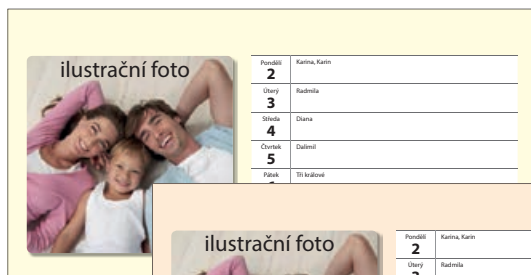 ilustrační foto
Pondělí Karina, Karin
2
Úterý Radmila
3
Středa Diana
4
Čtvrtek Dalimil
5
Pátek Tři králové
ilustrační foto
Pondělí Karina, Karin
2
Úterý Radmila
3